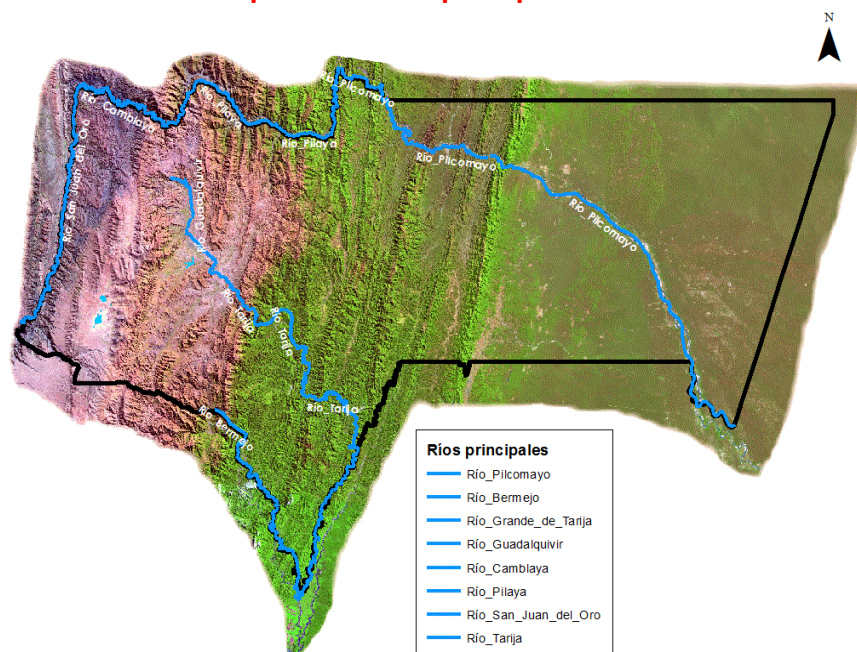 N
Río_Pilcomayo
Río_Camblaya
Río_Pilaya
Río_San_Juan_del_Oro
Río_Pilaya
Río_Pilcomayo
Río_Guadalquivir
Río_Pilcomayo
Río_Tarija
Río_Tarija
Río_Tarija
Río_Bermejo
Ríos principales
Río_Pilcomayo
Río_Bermejo
Río_Grande_de_Tarija
Río_Guadalquivir
Río_Camblaya
Río_Pilaya
Río_San_Juan_del_Oro
Río_Tarija